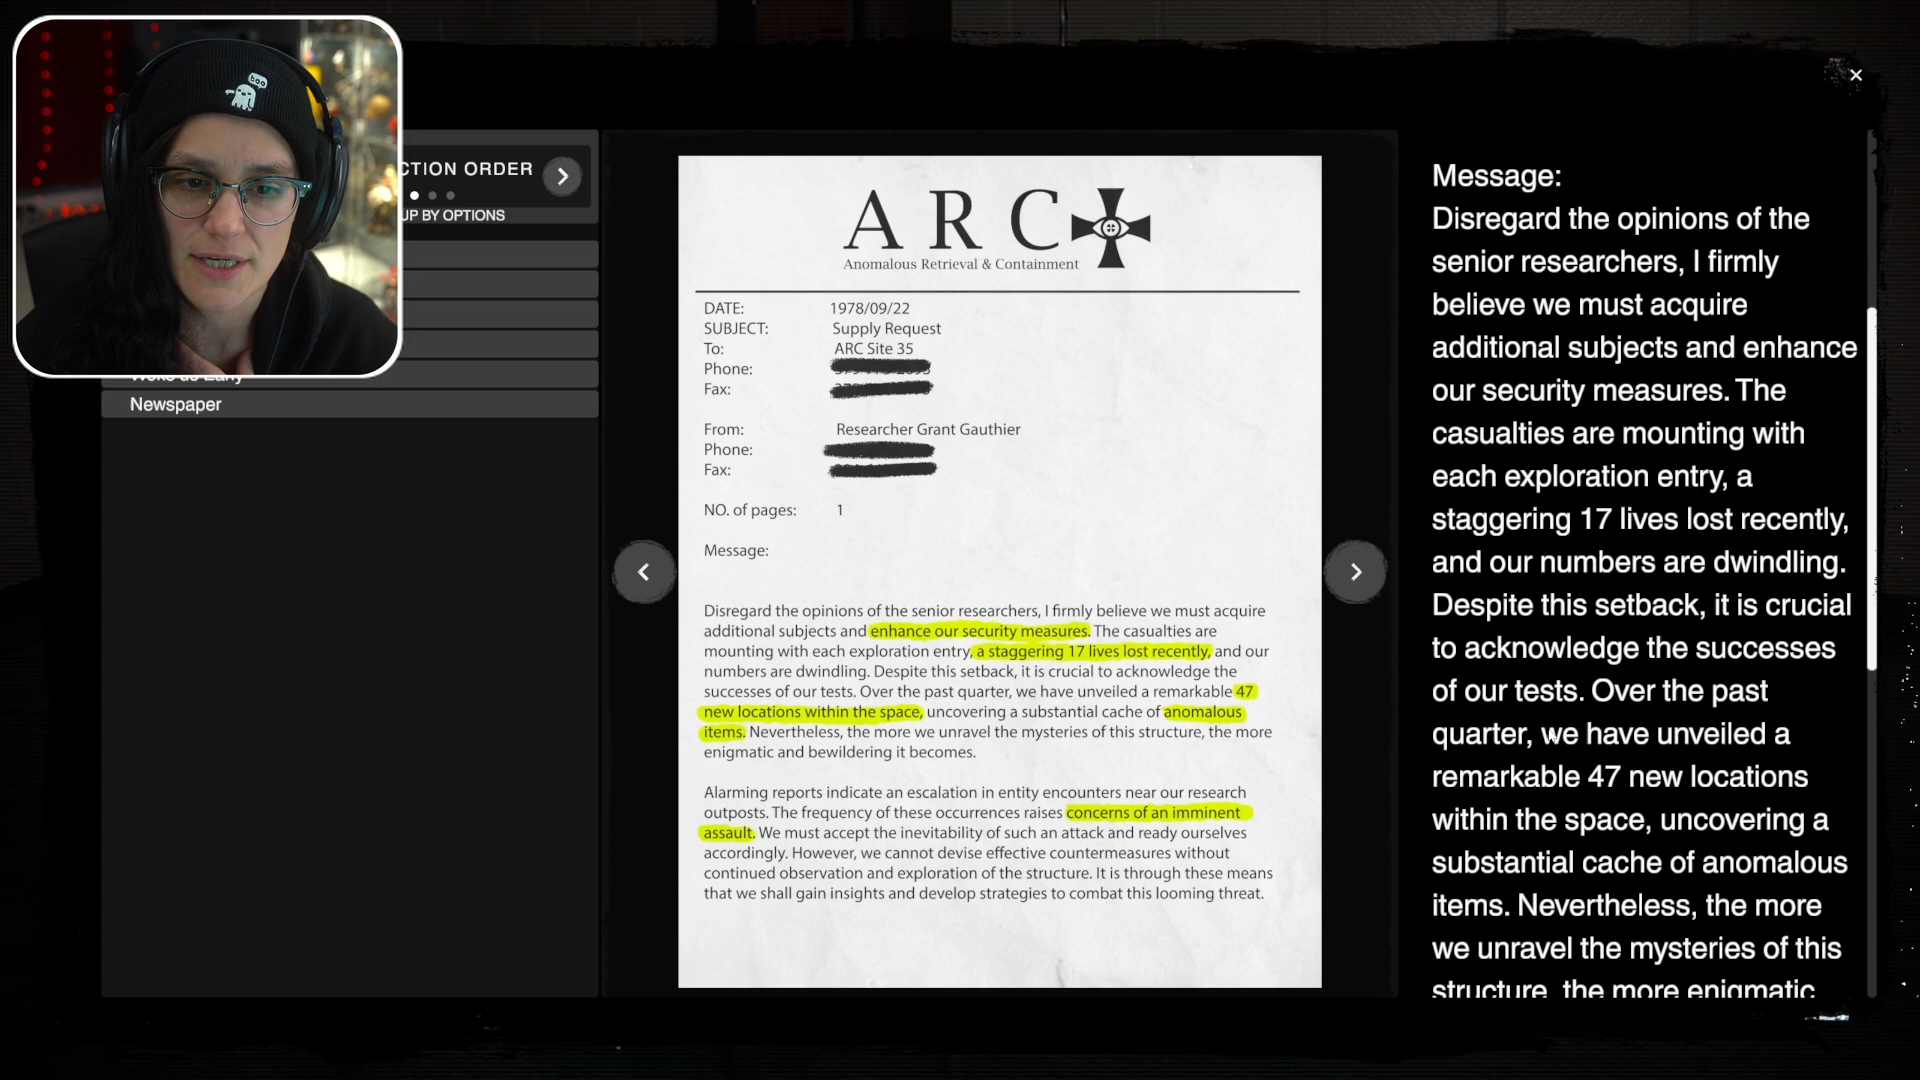 boo
CTION ORDER
UP BY OPTIONS
Newspaper
ARC
Anomalous Retrieval & Containment
DATE: 1978/09/22
SUBJECT: Supply Request
To: ARC Site 35
Phone:
Fax:
From: Researcher Grant Gauthier
Phone:
Fax:
NO. of pages: 1
Message:
Disregard the opinions of the senior researchers, I firmly believe we must acquire
additional subjects and enhance our security measures. The casualties are
mounting with each exploration entry, a staggering 17 lives lost recently, and our
numbers are dwindling. Despite this setback, it is crucial to acknowledge the
successes of our tests. Over the past quarter, we have unveiled a remarkable 47
new locations within the space, uncovering a substantial cache of anomalous
items. Nevertheless, the more we unravel the mysteries of this structure, the more
enigmatic and bewildering it becomes.
Alarming reports indicate an escalation in entity encounters near our research
outposts. The frequency of these occurrences raises concerns of an imminent
assault. We must accept the inevitability of such an attack and ready ourselves
accordingly. However, we cannot devise effective countermeasures without
continued observation and exploration of the structure. It is through these means
that we shall gain insights and develop strategies to combat this looming threat.
Message:
Disregard the opinions of the
senior researchers, I firmly
believe we must acquire
additional subjects and enhance
our security measures. The
casualties are mounting with
each exploration entry, a
staggering 17 lives lost recently,
and our numbers are dwindling.
Despite this setback, it is crucial
to acknowledge the successes
of our tests. Over the past
quarter, we have unveiled a
remarkable 47 new locations
within the space, uncovering a
substantial cache of anomalous
items. Nevertheless, the more
we unravel the mysteries of this
structure, the more enigmatic